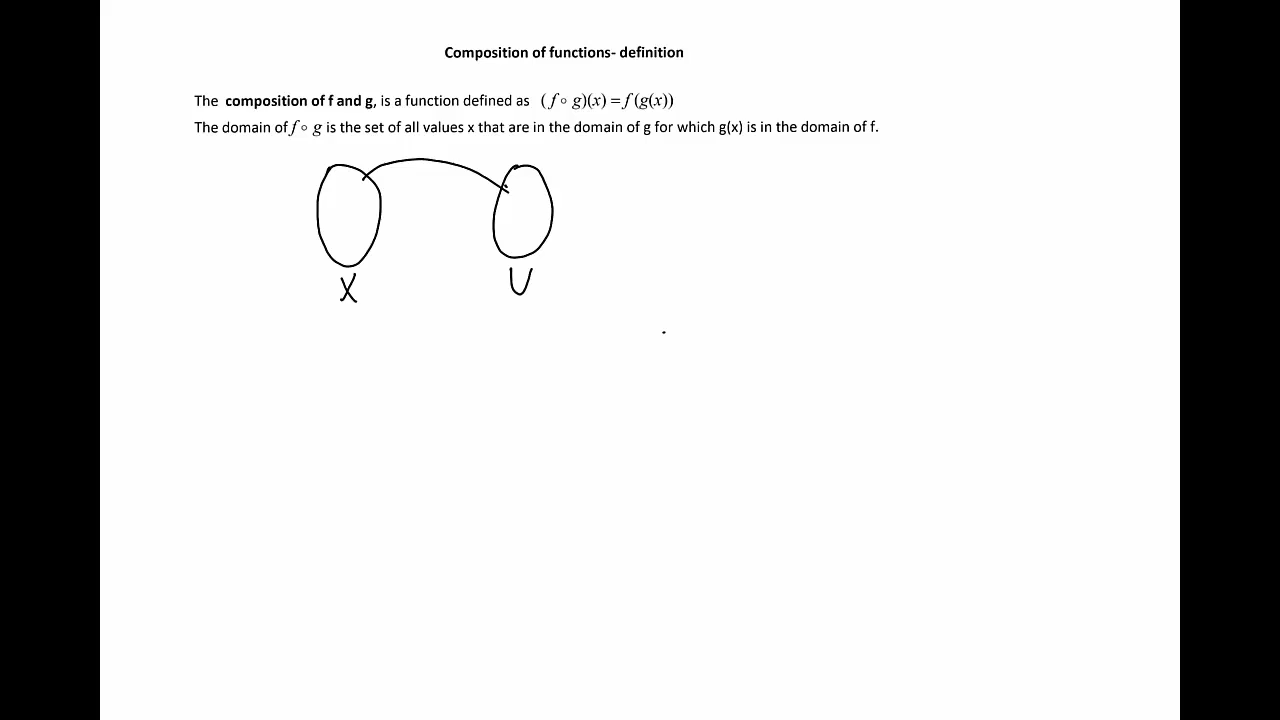 Composition of functions- definition
The composition of f and g, is a function defined as (f ∘ g)(x) = f(g(x))
The domain of f ∘ g is the set of all values x that are in the domain of g for which g(x) is in the domain of f.
X U